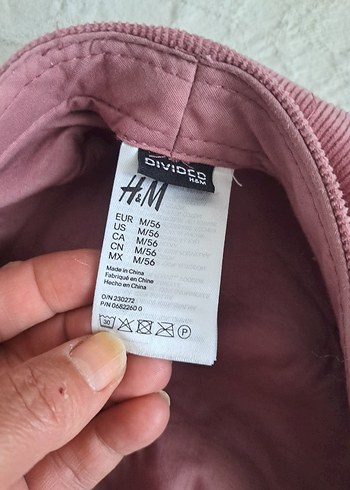 DIVIDED
H&M
H&M
EUR M/56
US M/56
CA M/56
CN M/56
MX M/56
Made in China
Fabriqué en Chine
Hecho en China
O/N 230272
P/N 0682260 0
30 P